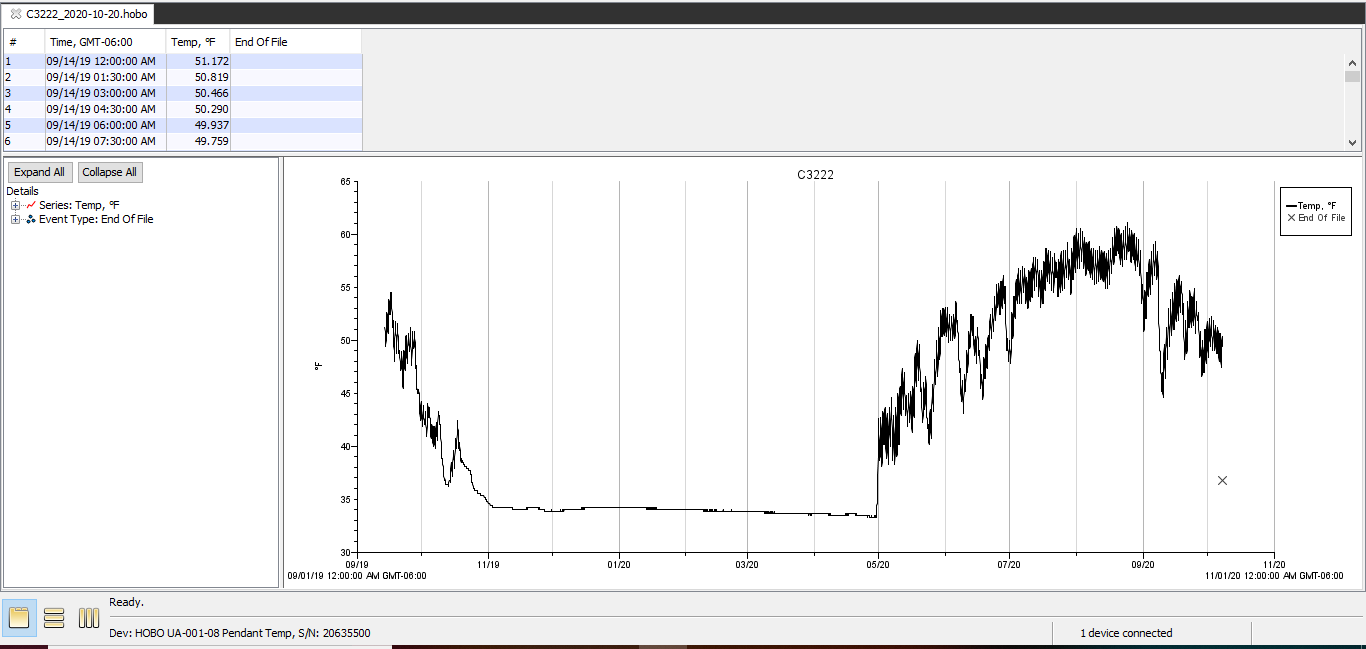 C3222_2020-10-20.hobo
# Time, GMT-06:00 Temp, °F End Of File
1 09/14/19 12:00:00 AM 51.172
2 09/14/19 01:30:00 AM 50.819
3 09/14/19 03:00:00 AM 50.466
4 09/14/19 04:30:00 AM 50.290
5 09/14/19 06:00:00 AM 49.937
6 09/14/19 07:30:00 AM 49.759
Expand All Collapse All
Details
Series: Temp, °F
Event Type: End Of File
C3222
65
60
55
50
45
40
35
30
°F
09/19 11/19 01/20 03/20 05/20 07/20 09/20 11/20
09/01/19 12:00:00 AM GMT-06:00 11/01/20 12:00:00 AM GMT-06:00
Temp, °F
End Of File
Ready.
Dev: HOBO UA-001-08 Pendant Temp, S/N: 20635500 1 device connected